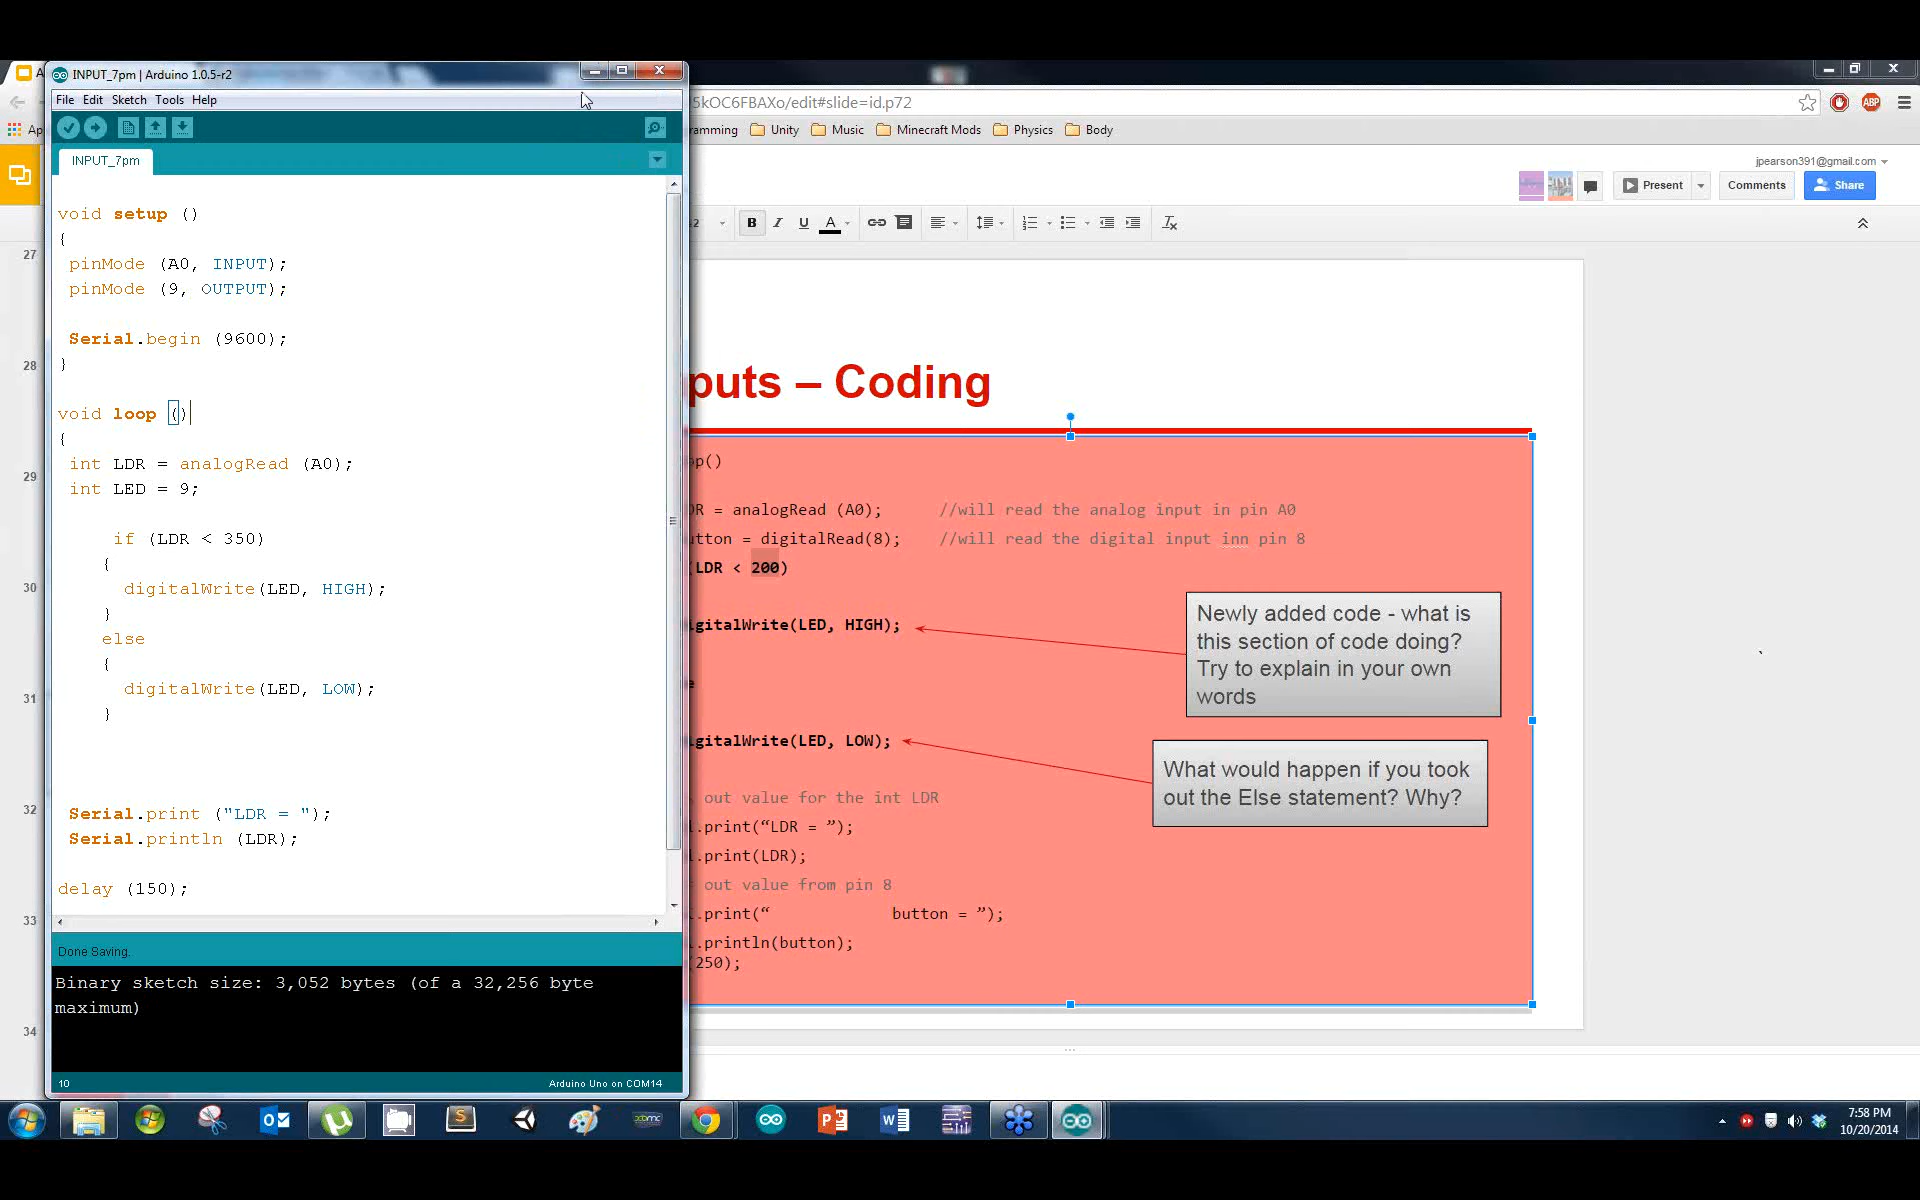 INPUT_7pm | Arduino 1.0.5-r2
File Edit Sketch Tools Help
INPUT_7pm
void setup ()
{
pinMode (A0, INPUT);
pinMode (9, OUTPUT);
Serial.begin (9600);
}
void loop ()
{
int LDR = analogRead (A0);
int LED = 9;
if (LDR < 350)
{
digitalWrite(LED, HIGH);
}
else
{
digitalWrite(LED, LOW);
}
Serial.print ("LDR = ");
Serial.println (LDR);
delay (150);
Done Saving.
Binary sketch size: 3,052 bytes (of a 32,256 byte
maximum)
10
Arduino Uno on COM14
5kOC6FBAXo/edit#slide=id.p72
ABP
Ap
ramming Unity Music Minecraft Mods Physics Body
jpearson391@gmail.com
Present Comments Share
B I U A
27
28
29
30
31
32
33
34
puts – Coding
op()
DR = analogRead (A0); //will read the analog input in pin A0
utton = digitalRead(8); //will read the digital input inn pin 8
(LDR < 200)
igitalWrite(LED, HIGH);
e
igitalWrite(LED, LOW);
out value for the int LDR
l.print(“LDR = ”);
l.print(LDR);
out value from pin 8
l.print(“ button = ”);
l.println(button);
(250);
Newly added code - what is
this section of code doing?
Try to explain in your own
words
What would happen if you took
out the Else statement? Why?
7:58 PM
10/20/2014